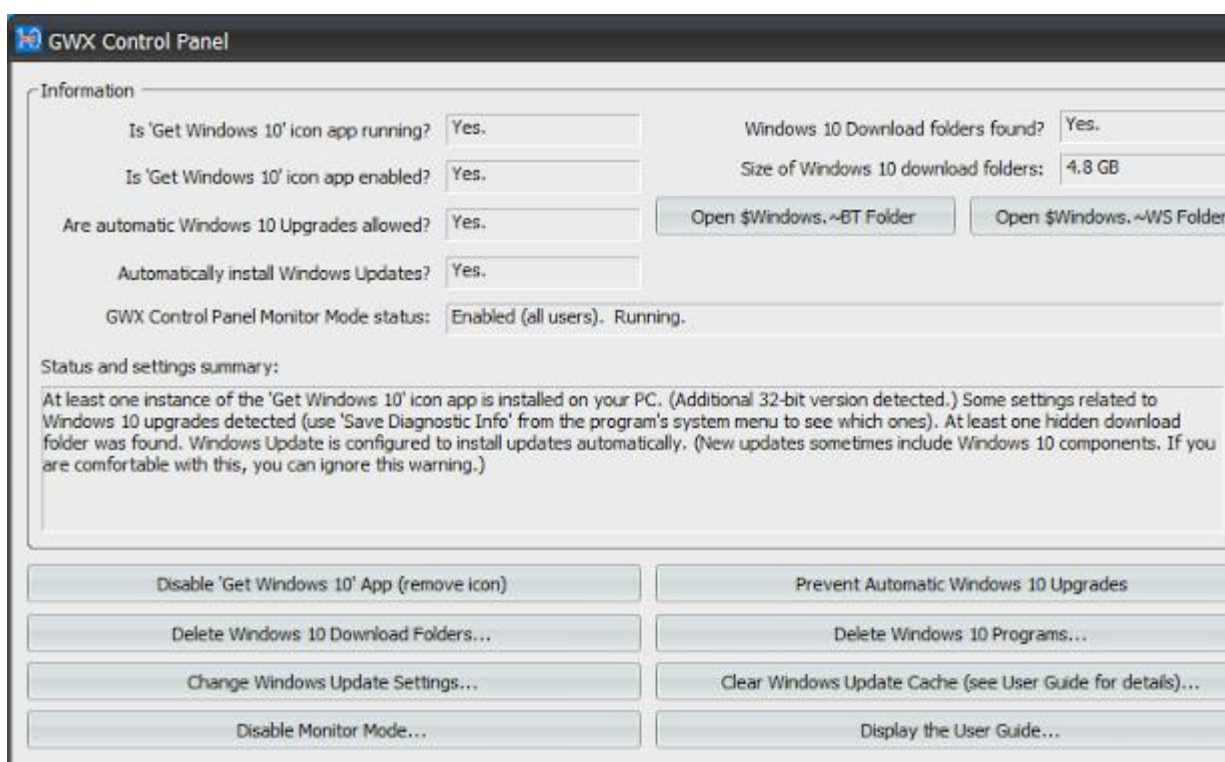 GWX Control Panel
Information
Is 'Get Windows 10' icon app running? Yes.
Windows 10 Download folders found? Yes.
Is 'Get Windows 10' icon app enabled? Yes.
Size of Windows 10 download folders: 4.8 GB
Are automatic Windows 10 Upgrades allowed? Yes.
Open $Windows.~BT Folder
Open $Windows.~WS Folder
Automatically install Windows Updates? Yes.
GWX Control Panel Monitor Mode status: Enabled (all users). Running.
Status and settings summary:
At least one instance of the 'Get Windows 10' icon app is installed on your PC. (Additional 32-bit version detected.) Some settings related to
Windows 10 upgrades detected (use 'Save Diagnostic Info' from the program's system menu to see which ones). At least one hidden download
folder was found. Windows Update is configured to install updates automatically. (New updates sometimes include Windows 10 components. If you
are comfortable with this, you can ignore this warning.)
Disable 'Get Windows 10' App (remove icon)
Prevent Automatic Windows 10 Upgrades
Delete Windows 10 Download Folders...
Delete Windows 10 Programs...
Change Windows Update Settings...
Clear Windows Update Cache (see User Guide for details)...
Disable Monitor Mode...
Display the User Guide...